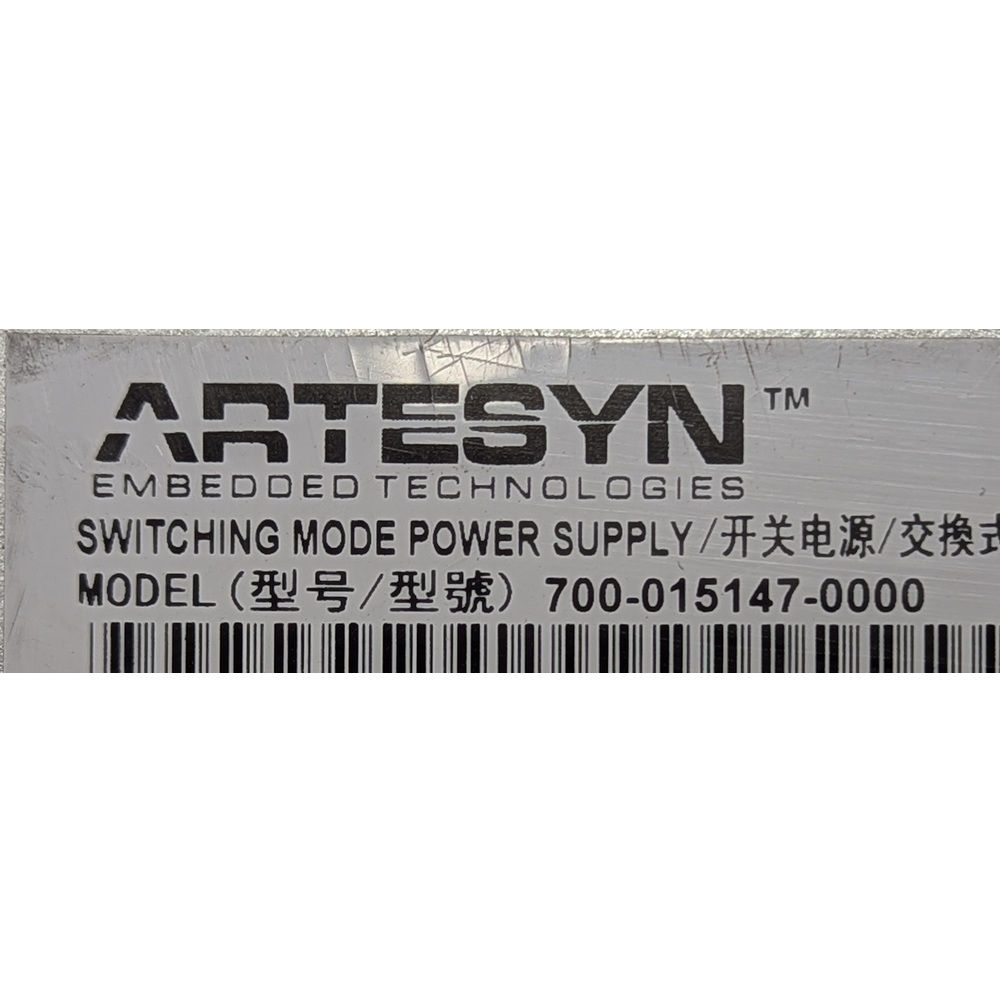 ARTESYN™
EMBEDDED TECHNOLOGIES
SWITCHING MODE POWER SUPPLY/开关电源/交換式
MODEL (型号/型號) 700-015147-0000